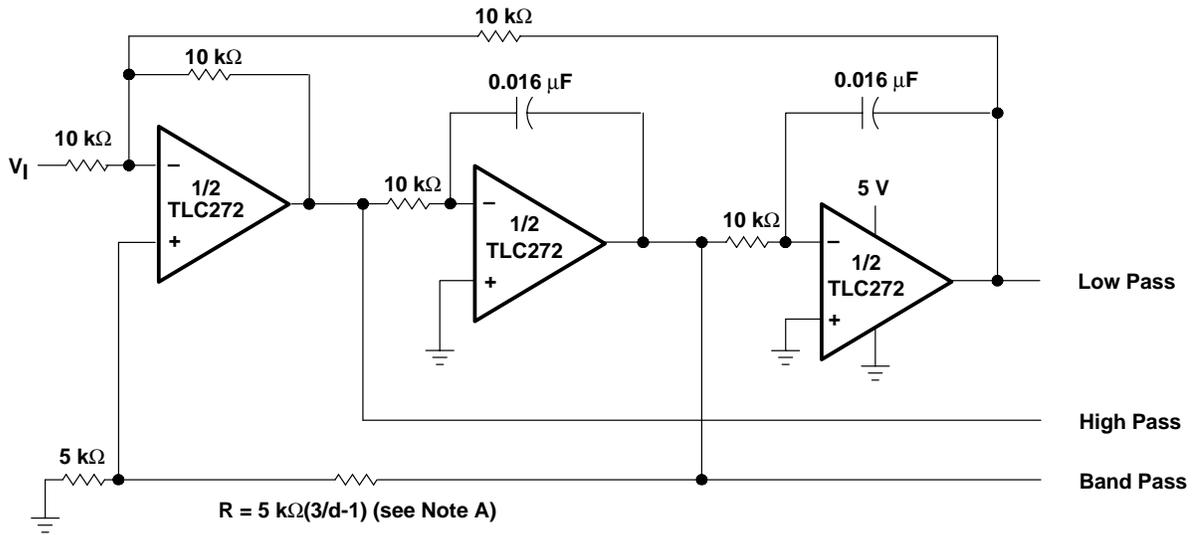 10 kΩ
10 kΩ
0.016 μF
0.016 μF
10 kΩ
VI
−
1/2
TLC272
+
10 kΩ
−
1/2
TLC272
+
10 kΩ
5 V
−
1/2
TLC272
+
Low Pass
High Pass
5 kΩ
Band Pass
R = 5 kΩ(3/d-1) (see Note A)